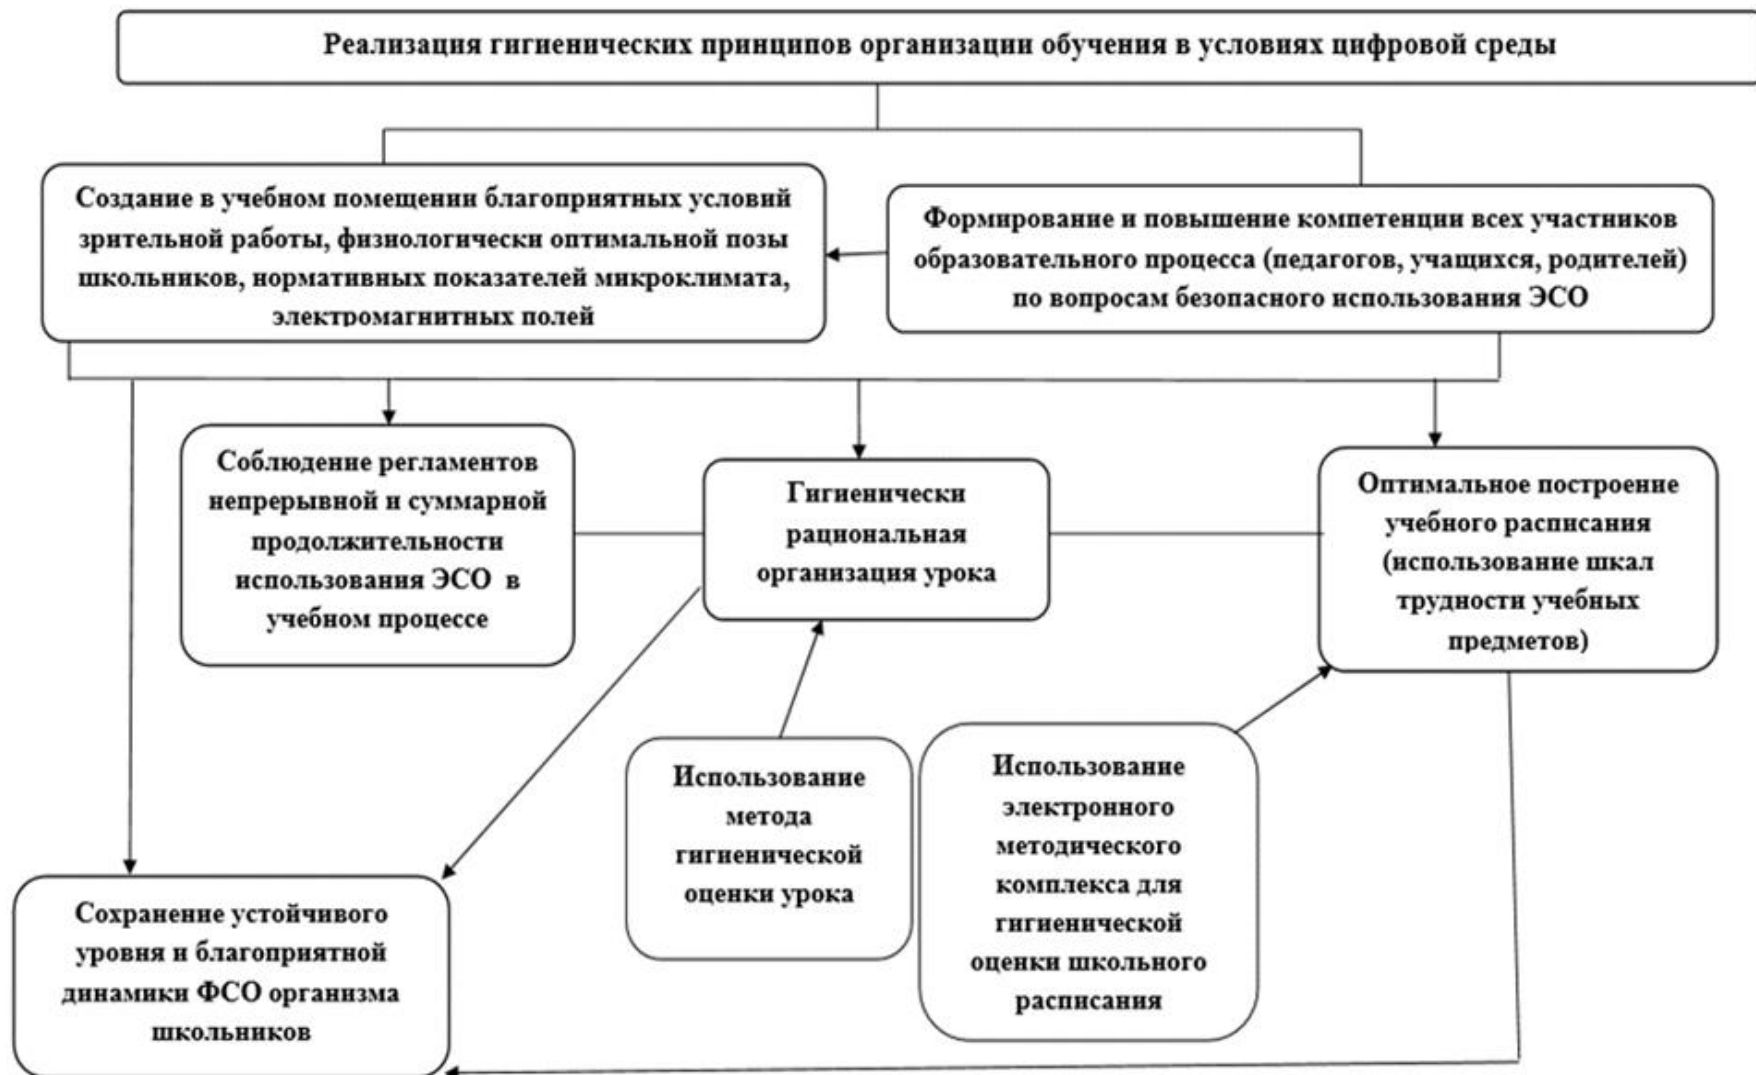 Реализация гигиенических принципов организации обучения в условиях цифровой среды
Создание в учебном помещении благоприятных условий
зрительной работы, физиологически оптимальной позы
школьников, нормативных показателей микроклимата,
электромагнитных полей
Формирование и повышение компетенции всех участников
образовательного процесса (педагогов, учащихся, родителей)
по вопросам безопасного использования ЭСО
Соблюдение регламентов
непрерывной и суммарной
продолжительности
использования ЭСО в
учебном процессе
Гигиенически
рациональная
организация урока
Оптимальное построение
учебного расписания
(использование шкал
трудности учебных
предметов)
Использование
метода
гигиенической
оценки урока
Использование
электронного
методического
комплекса для
гигиенической
оценки школьного
расписания
Сохранение устойчивого
уровня и благоприятной
динамики ФСО организма
школьников